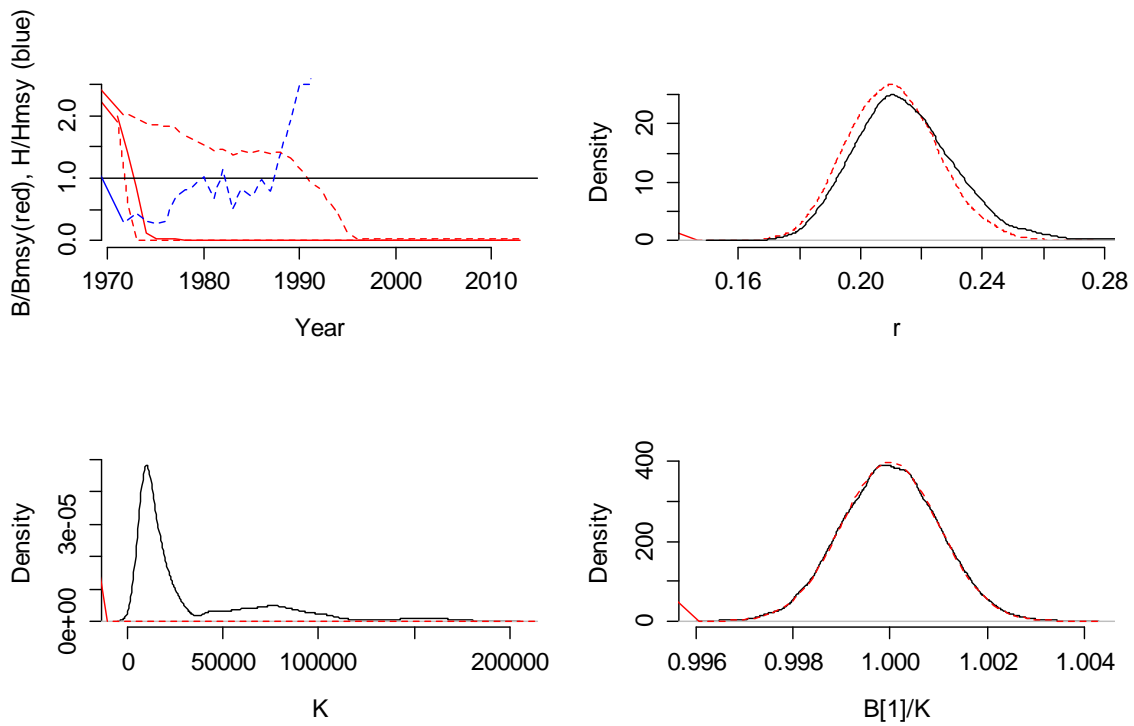 B/Bmsy(red), H/Hmsy (blue)
2.0
1.0
0.0
1970 1980 1990 2000 2010
Year
Density
20
10
0
0.16 0.20 0.24 0.28
r
Density
3e-05
0e+00
0 50000 100000 200000
K
Density
400
200
0
0.996 0.998 1.000 1.002 1.004
B[1]/K